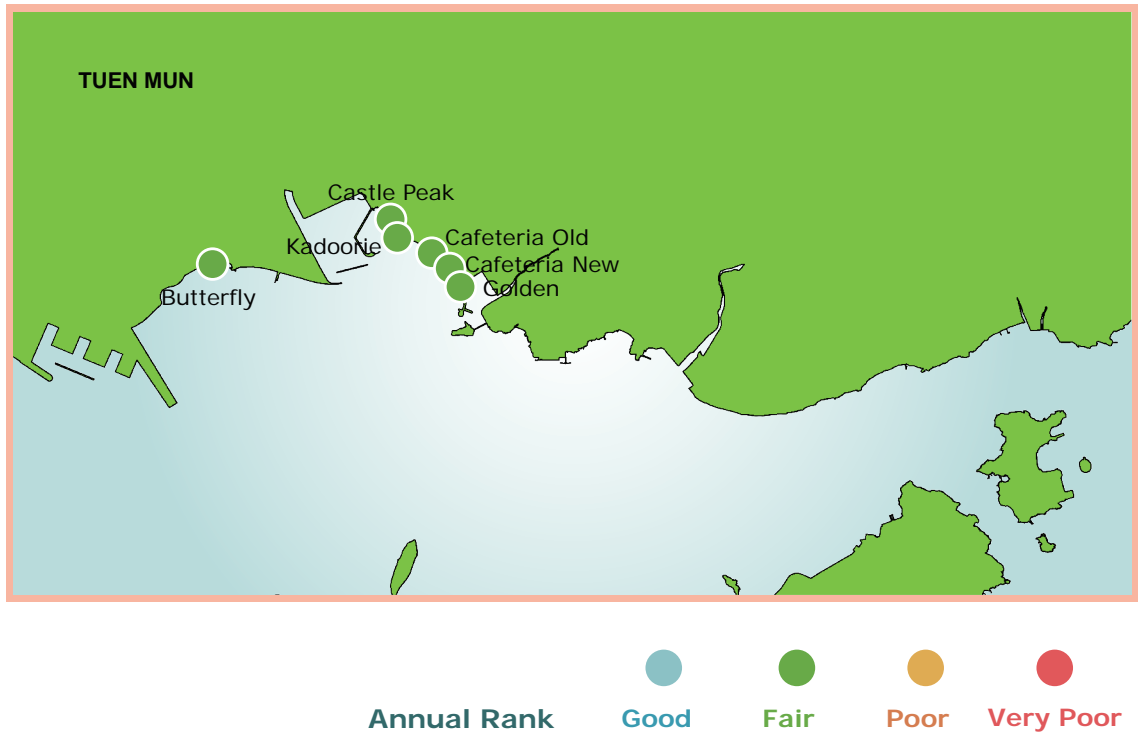 TUEN MUN
Castle Peak
Cafeteria Old
Kadoorie
Cafeteria New
Golden
Butterfly
Annual Rank
Good
Fair
Poor
Very Poor